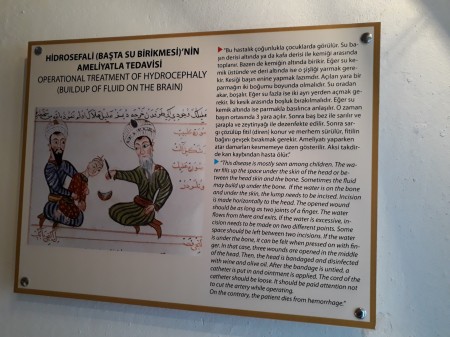 HİDROSEFALİ (BAŞTA SU BİRİKMESİ)'NİN
AMELİYATLA TEDAVİSİ
OPERATIONAL TREATMENT OF HYDROCEPHALY
(BUILDUP OF FLUID ON THE BRAIN)
"Bu hastalık çoğunlukla çocuklarda görülür. Su ba-
şın derisi altında ya da kafa derisi ile kemiği arasında
toplanır. Bazen de kemiğin altında birikir. Eğer su ke-
mik üstünde ve deri altında ise o şişliği yarmak gere-
kir. Kesiği başın enine yapmak lazımdır. Açılan yara bir
parmağın iki boğumu boyunda olmalıdır. Su oradan
akar, boşalır. Eğer su fazla ise iki ayrı yerden açmak ge-
rekir. İki kesik arasında boşluk bırakılmalıdır. Eğer su
kemik altında ise parmakla basılınca anlaşılır. O zaman
başın ortasında 3 yara açılır. Sonra baş bez ile sarılır ve
şarapla ve zeytinyağı ile dezenfekte edilir. Sonra sar-
gı çözülüp fitil (diren) konur ve merhem sürülür, fitilin
bağını gevşek bırakmak gerekir. Ameliyatı yaparken
atar damarları kesmemeye özen gösterilir. Aksi takdir-
de kan kaybından hasta ölür."
"This disease is mostly seen among children. The wa-
ter fills up the space under the skin of the head or be-
tween the head skin and the bone. Sometimes the fluid
may build up under the bone. If the water is on the bone
and under the skin, the lump needs to be incised. Incision
is made horizontally to the head. The opened wound
should be as long as two joints of a finger. The water
flows from there and exits. If the water is excessive, in-
cision needs to be made on two different points. Some
space should be left between two incisions. If the water
is under the bone, it can be felt when pressed on with fin-
ger. In that case, three wounds are opened in the middle
of the head. Then, the head is bandaged and disinfected
with wine and olive oil. After the bandage is untied, a
catheter is put in and ointment is applied. The cord of the
catheter should be loose. It should be paid attention not
to cut the artery while operating.
On the contrary, the patient dies from hemorrhage."